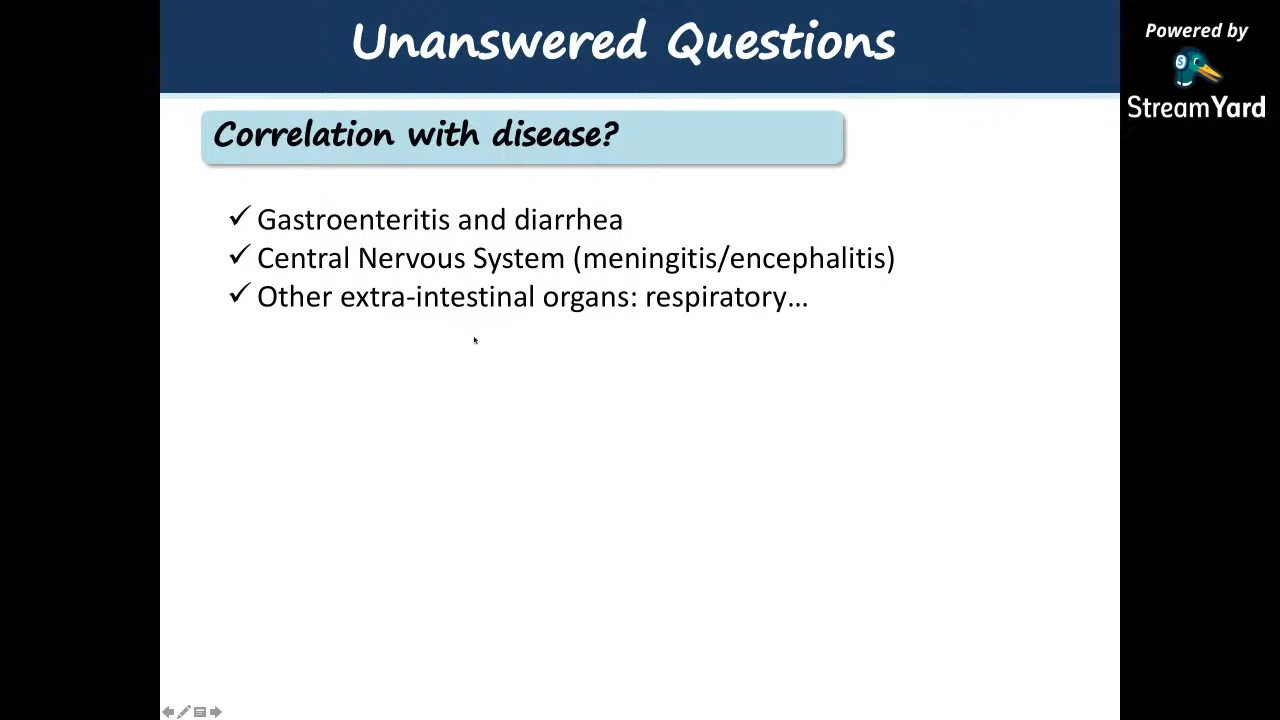 Unanswered Questions
Powered by
StreamYard
Correlation with disease?
✓ Gastroenteritis and diarrhea
✓ Central Nervous System (meningitis/encephalitis)
✓ Other extra-intestinal organs: respiratory…